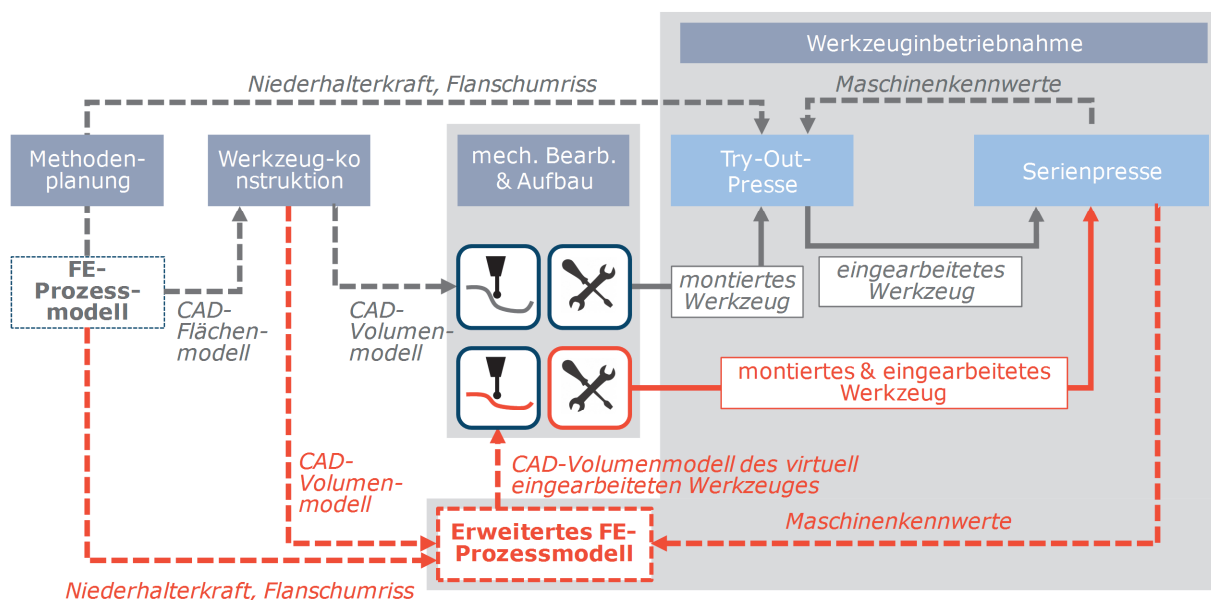 Werkzeuginbetriebnahme
Niederhalterkraft, Flanschumriss
Maschinenkennwerte
Methoden-
planung
Werkzeug-ko
nstruktion
mech. Bearb.
& Aufbau
Try-Out-
Presse
Serienpresse
FE-
Prozess-
modell
CAD-
Flächen-
modell
CAD-
Volumen-
modell
montiertes
Werkzeug
eingearbeitetes
Werkzeug
montiertes & eingearbeitetes
Werkzeug
CAD-
Volumen-
modell
CAD-Volumenmodell des virtuell
eingearbeiteten Werkzeuges
Erweitertes FE-
Prozessmodell
Maschinenkennwerte
Niederhalterkraft, Flanschumriss